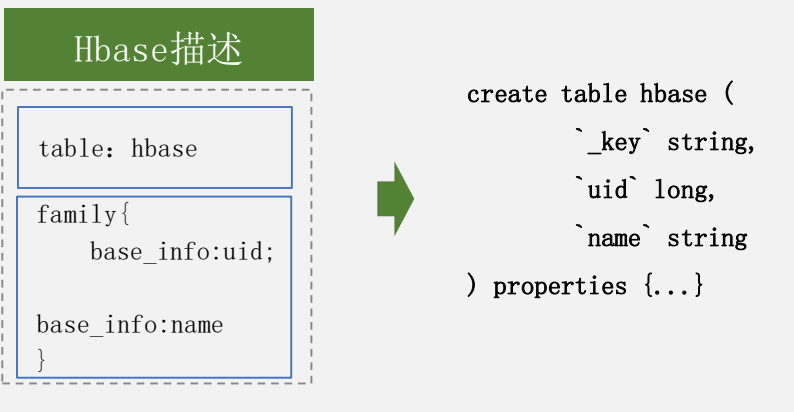 Hbase描述
table：hbase
family{
base_info:uid;
base_info:name
}
create table hbase (
`_key` string,
`uid` long,
`name` string
) properties {...}